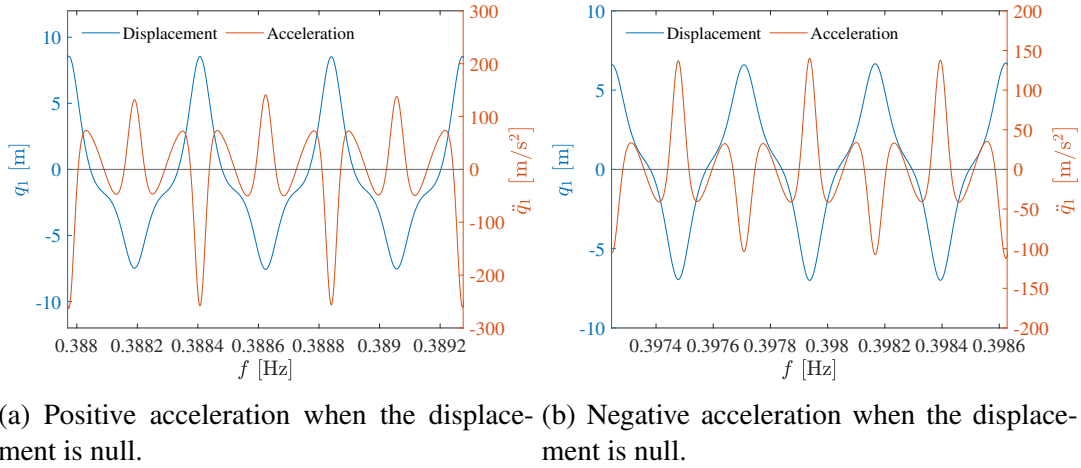 Displacement Acceleration
10
5
0
-5
-10
q₁ [m]
300
200
100
0
-100
-200
-300
q̈₁ [m/s²]
0.388 0.3882 0.3884 0.3886 0.3888 0.389 0.3892
f [Hz]
Displacement Acceleration
10
5
0
-5
-10
q₁ [m]
200
150
100
50
0
-50
-100
-150
-200
q̈₁ [m/s²]
0.3974 0.3976 0.3978 0.398 0.3982 0.3984 0.3986
f [Hz]
(a) Positive acceleration when the displace-
ment is null.
(b) Negative acceleration when the displace-
ment is null.